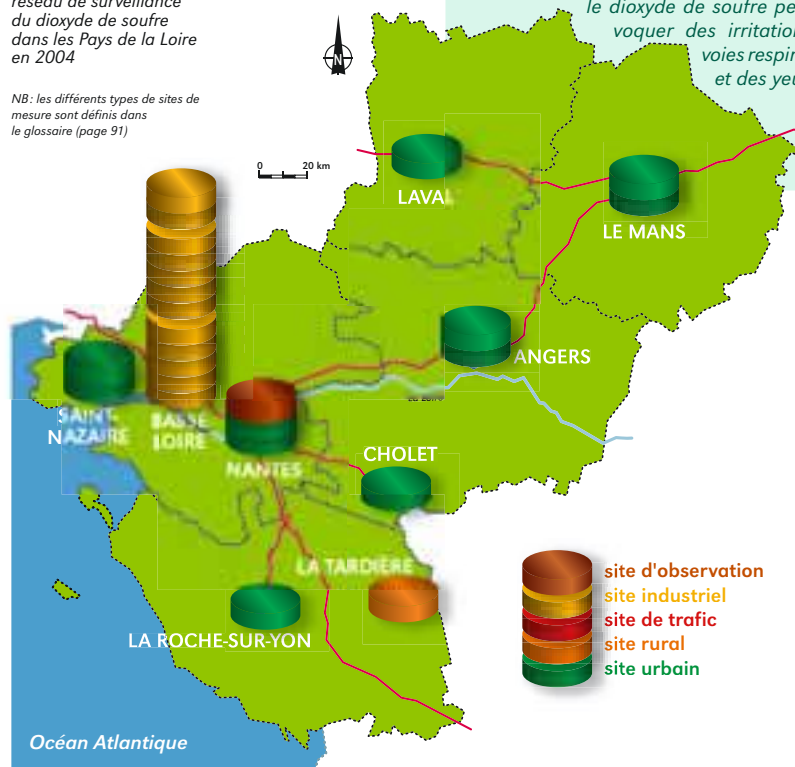 réseau de surveillance
du dioxyde de soufre
dans les Pays de la Loire
en 2004
NB: les différents types de sites de
mesure sont définis dans
le glossaire (page 91)
le dioxyde de soufre pe
voquer des irritation
voies respir
et des yeu
N
0 20 km
LAVAL
LE MANS
ANGERS
La Loire
SAINT-
NAZAIRE
BASSE
LOIRE
NANTES
CHOLET
LA TARDIÈRE
LA ROCHE-SUR-YON
site d'observation
site industriel
site de trafic
site rural
site urbain
Océan Atlantique